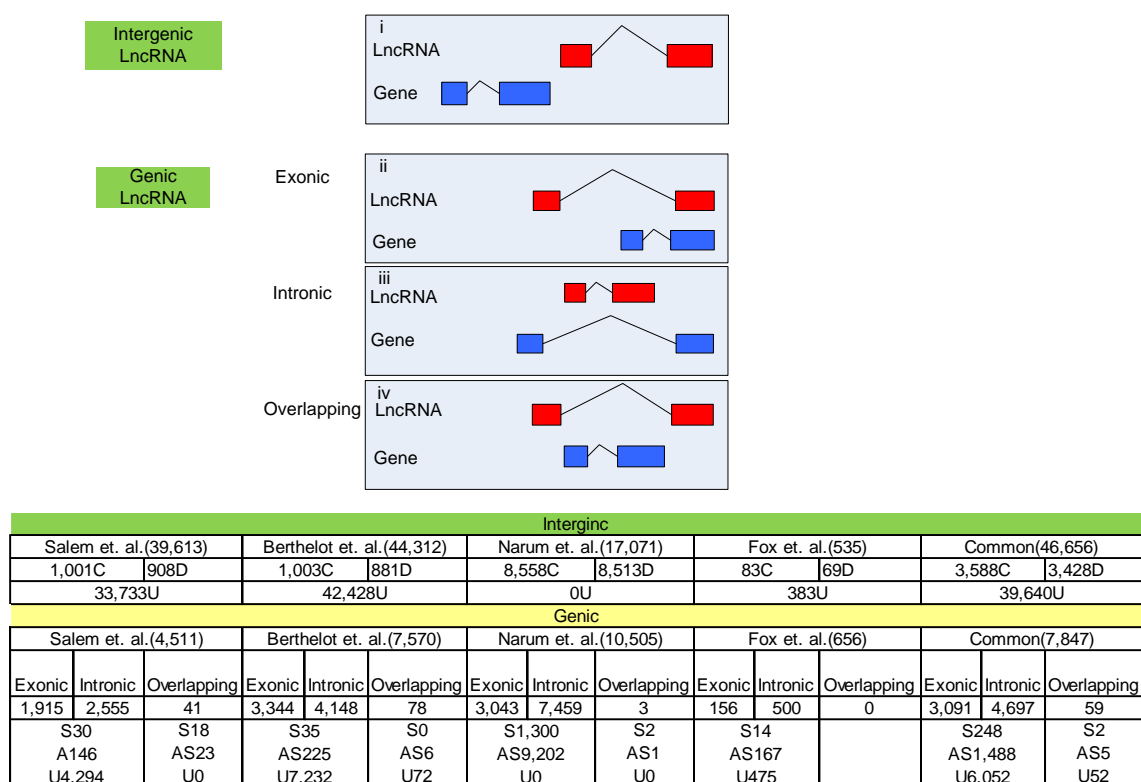 Intergenic
LncRNA
i
LncRNA
Gene
Genic
LncRNA
Exonic
ii
LncRNA
Gene
Intronic
iii
LncRNA
Gene
Overlapping
iv
LncRNA
Gene
Interginc
Salem et. al.(39,613) Berthelot et. al.(44,312) Narum et. al.(17,071) Fox et. al.(535) Common(46,656)
1,001C 908D 1,003C 881D 8,558C 8,513D 83C 69D 3,588C 3,428D
33,733U 42,428U 0U 383U 39,640U
Genic
Salem et. al.(4,511) Berthelot et. al.(7,570) Narum et. al.(10,505) Fox et. al.(656) Common(7,847)
Exonic Intronic Overlapping Exonic Intronic Overlapping Exonic Intronic Overlapping Exonic Intronic Overlapping Exonic Intronic Overlapping
1,915 2,555 41 3,344 4,148 78 3,043 7,459 3 156 500 0 3,091 4,697 59
S30 S18 S35 S0 S1,300 S2 S14 S248 S2
A146 AS23 AS225 AS6 AS9,202 AS1 AS167 AS1,488 AS5
U4,294 U0 U7,232 U72 U0 U0 U475 U6,052 U52